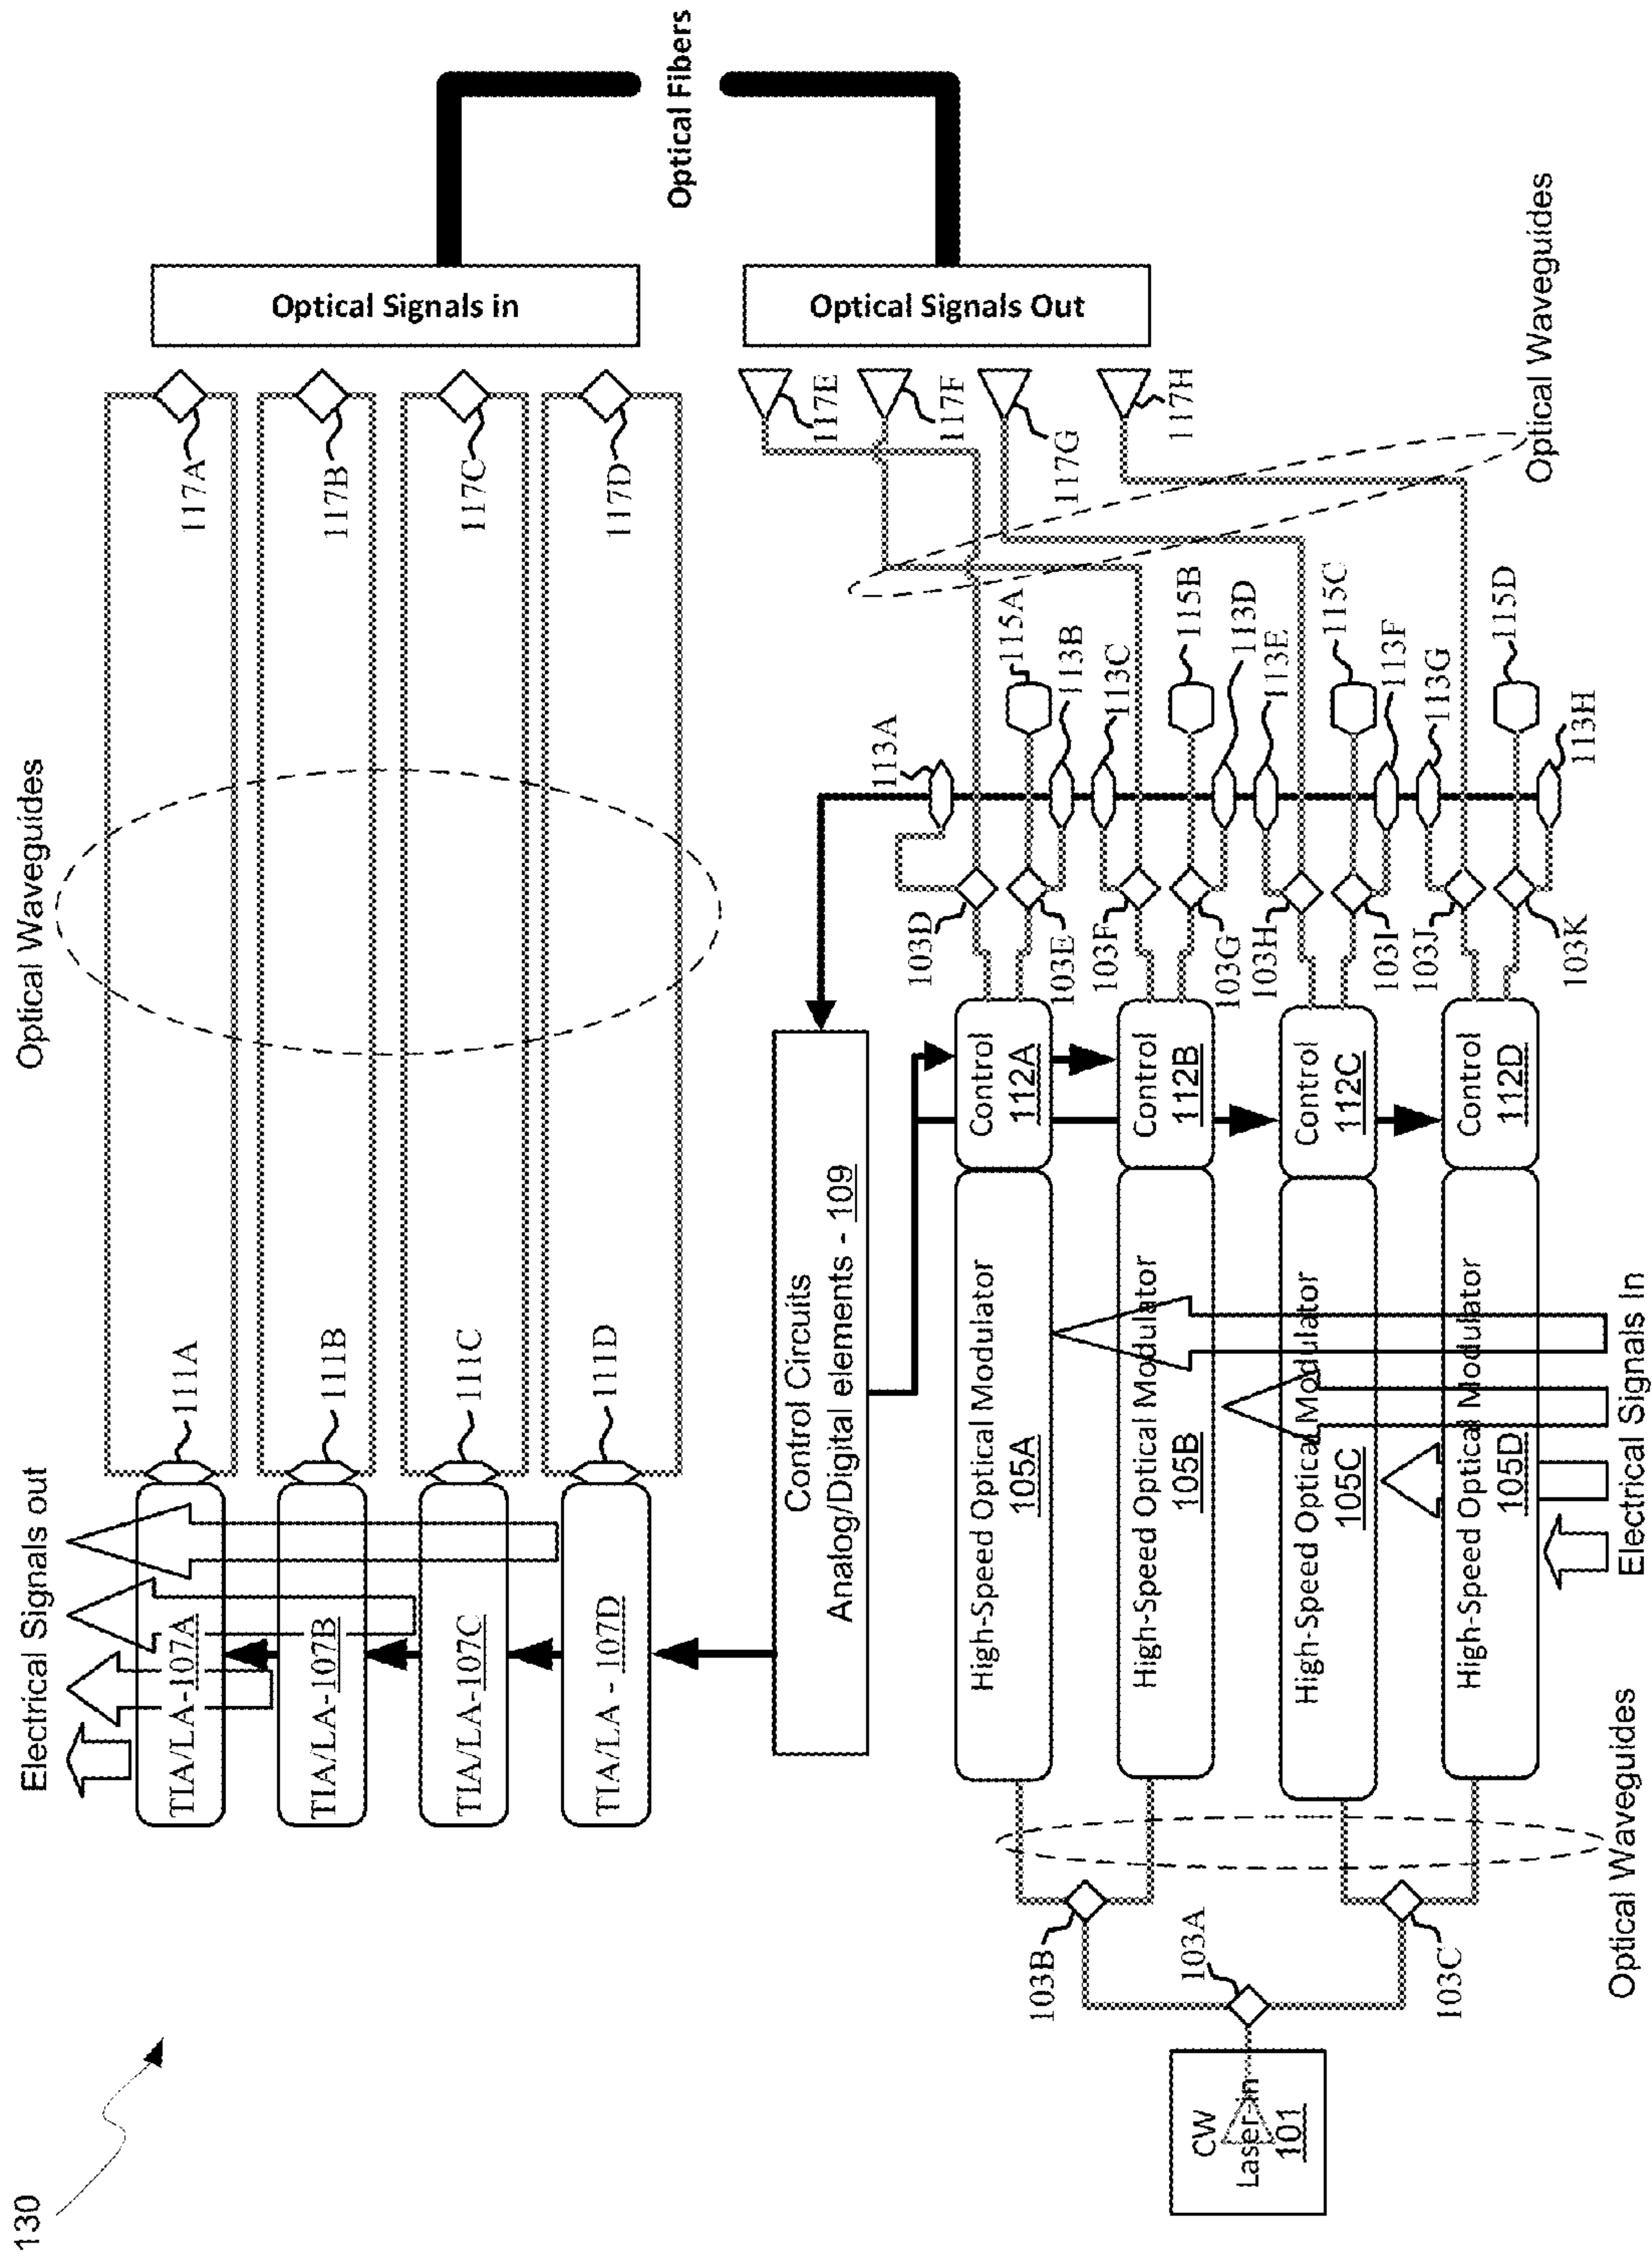 130
Electrical Signals out
Optical Waveguides
TIA/LA-107A
111A
117A
TIA/LA-107B
111B
117B
TIA/LA-107C
111C
117C
TIA/LA - 107D
111D
117D
Optical Signals in
Optical Fibers
Optical Signals Out
Control Circuits
Analog/Digital elements - 109
113A
117E
117F
117G
117H
103D
115A
103E
113B
103F
113C
115B
103G
113D
103H
113E
115C
103I
113F
103J
113G
115D
103K
113H
Optical Waveguides
High-Speed Optical Modulator
105A
Control
112A
High-Speed Optical Modulator
105B
Control
112B
High-Speed Optical Modulator
105C
Control
112C
High-Speed Optical Modulator
105D
Control
112D
103B
103A
103C
CW
Laser in
101
Optical Waveguides
Electrical Signals In